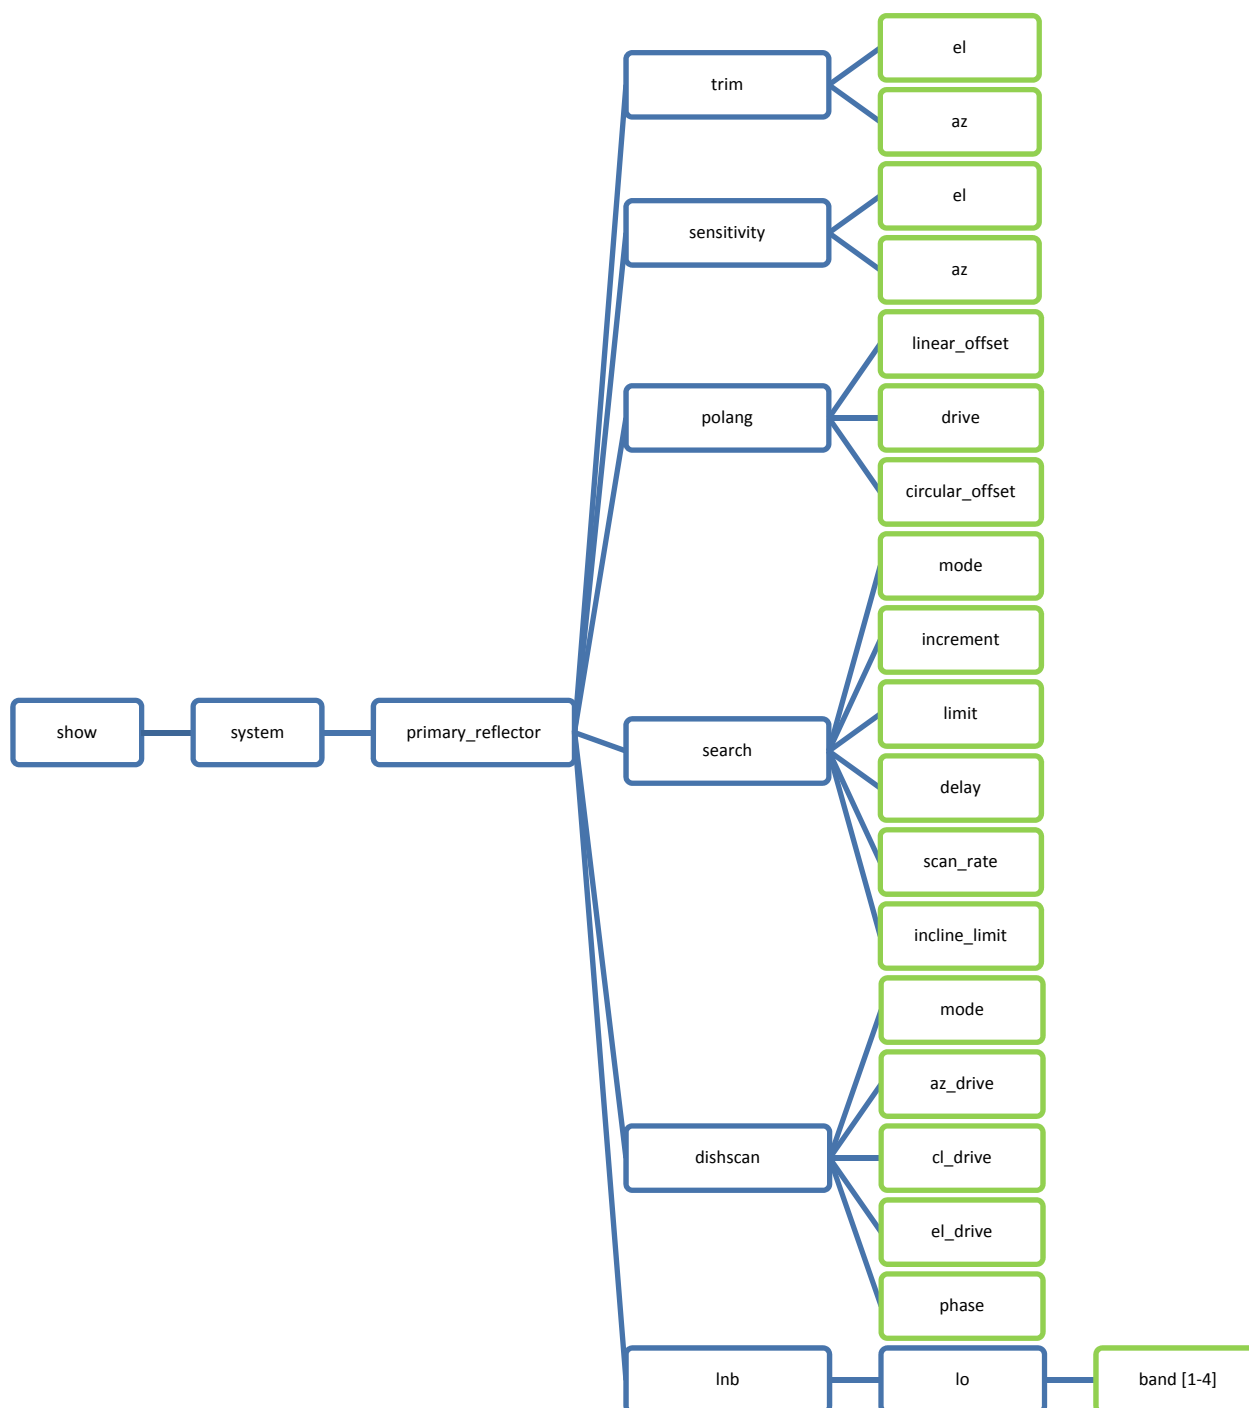 show
system
primary_reflector
trim
el
az
sensitivity
el
az
polang
linear_offset
drive
circular_offset
search
mode
increment
limit
delay
scan_rate
incline_limit
dishscan
mode
az_drive
cl_drive
el_drive
phase
lnb
lo
band [1-4]